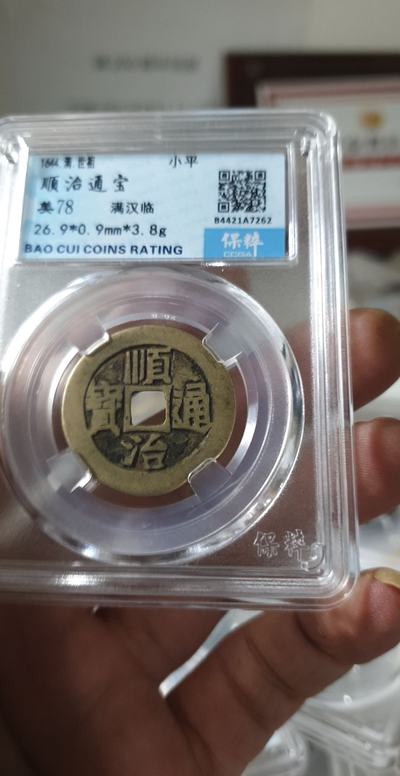 1644 清 世祖 小平
顺治通宝
美78 满汉临
B4421A7262
26.9*0.9mm*3.8g
保粹
CCGA
BAO CUI COINS RATING
順治通寳
保粹